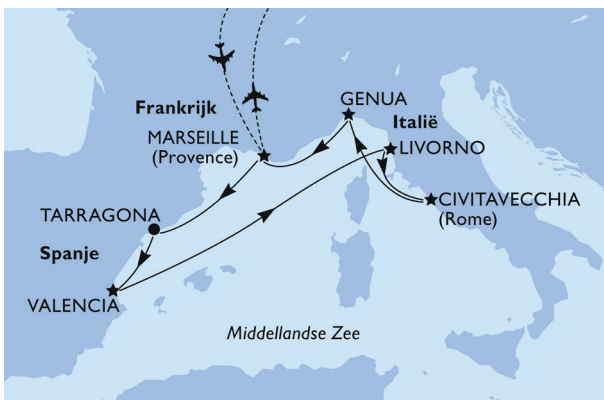 GENUA
Frankrijk
Italië
MARSEILLE
(Provence)
LIVORNO
CIVITAVECCHIA
(Rome)
TARRAGONA
Spanje
VALENCIA
Middellandse Zee